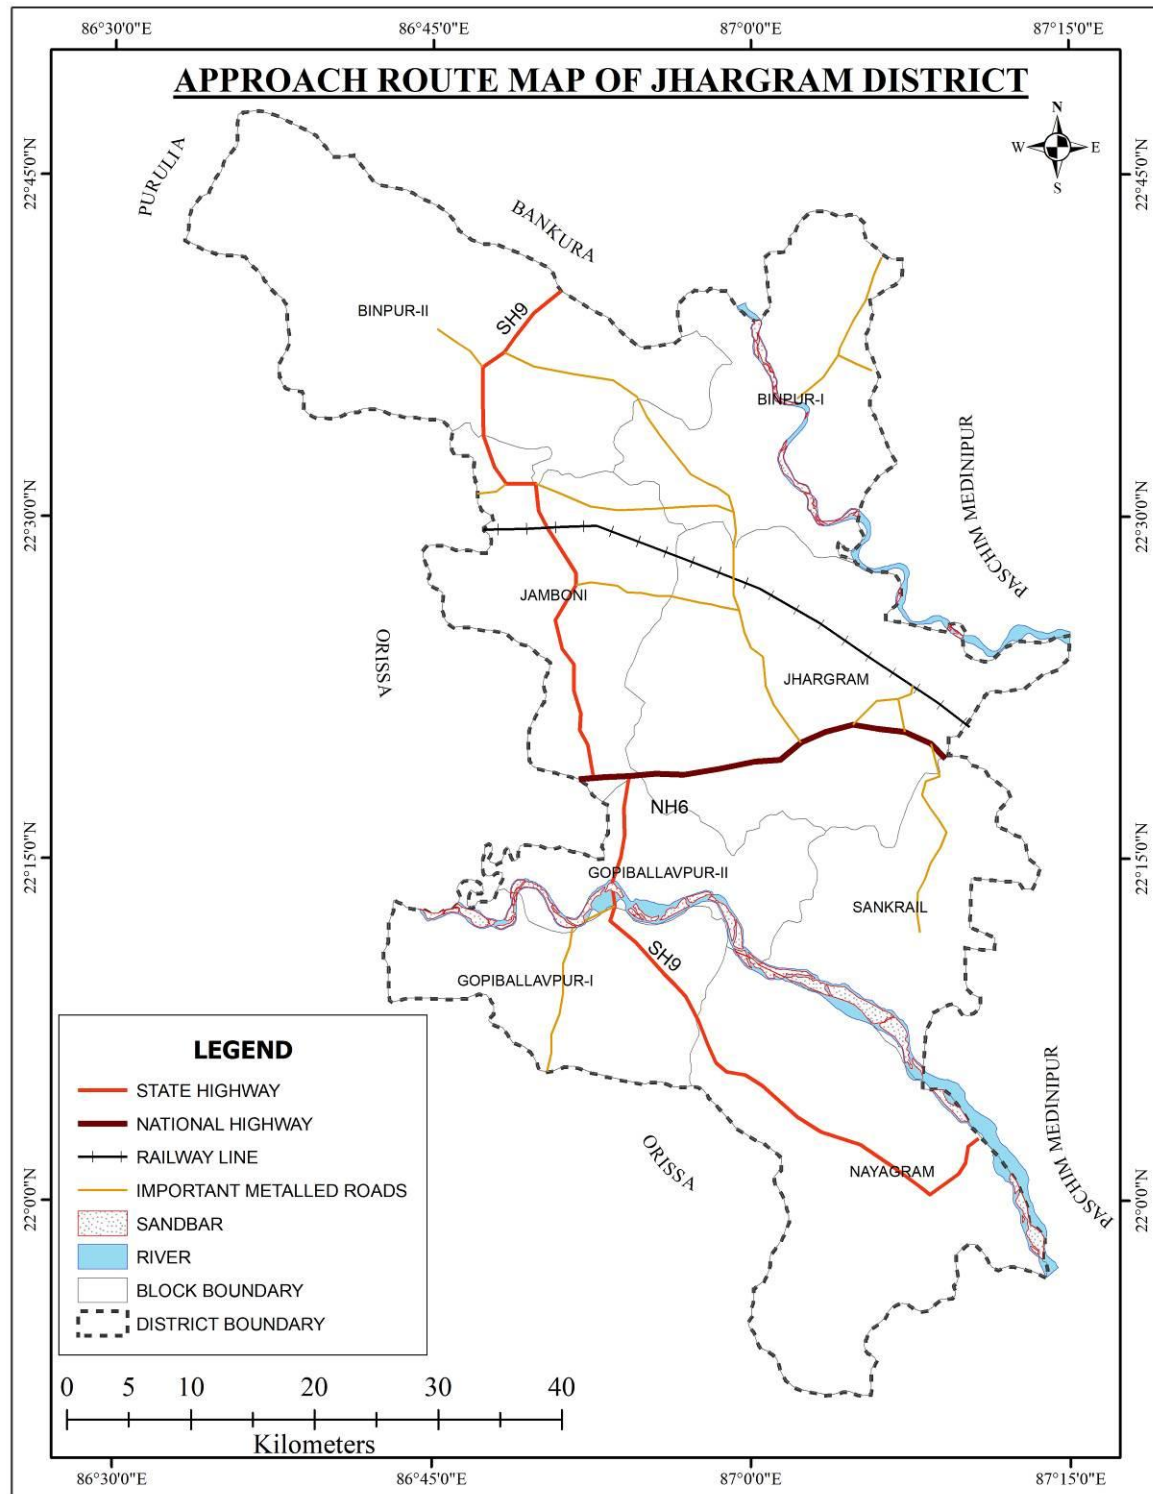 86°30'0"E 86°45'0"E 87°0'0"E 87°15'0"E
APPROACH ROUTE MAP OF JHARGRAM DISTRICT
N
W E
S
22°45'0"N
22°45'0"N
PURULIA
BANKURA
BINPUR-II
SH9
BINPUR-I
PASCHIM MEDINIPUR
22°30'0"N
22°30'0"N
JAMBONI
ORISSA
JHARGRAM
NH6
22°15'0"N
22°15'0"N
GOPIBALLAVPUR-II
SANKRAIL
SH9
GOPIBALLAVPUR-I
PASCHIM MEDINIPUR
ORISSA
NAYAGRAM
22°0'0"N
22°0'0"N
LEGEND
STATE HIGHWAY
NATIONAL HIGHWAY
RAILWAY LINE
IMPORTANT METALLED ROADS
SANDBAR
RIVER
BLOCK BOUNDARY
DISTRICT BOUNDARY
0 5 10 20 30 40
Kilometers
86°30'0"E 86°45'0"E 87°0'0"E 87°15'0"E